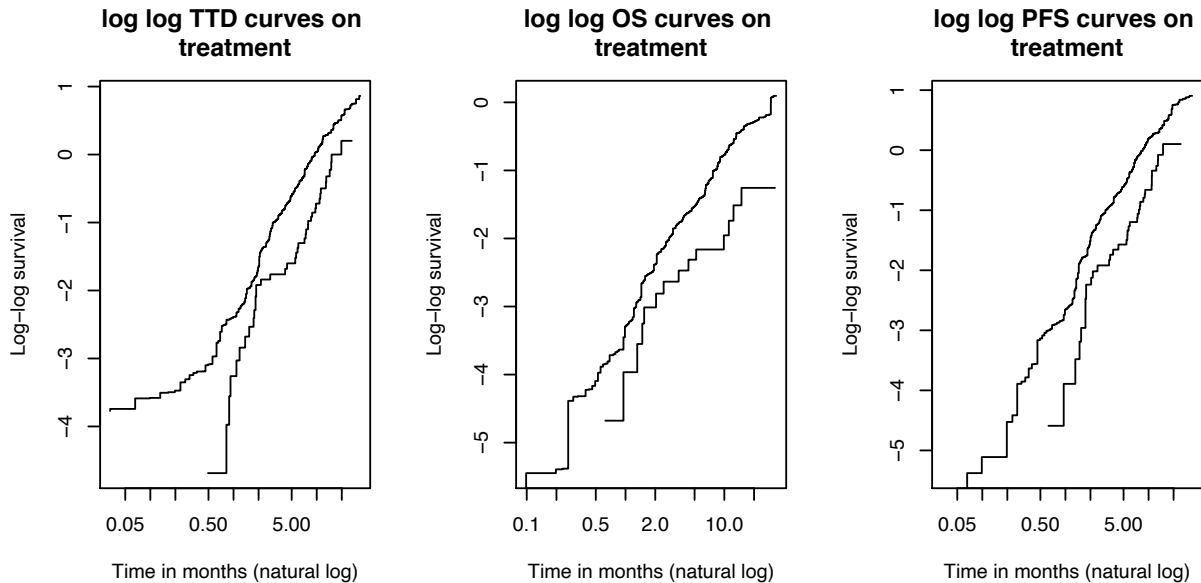 log log TTD curves on
treatment
1
0
−1
−2
−3
−4
Log−log survival
0.05
0.50
5.00
Time in months (natural log)
log log OS curves on
treatment
0
−1
−2
−3
−4
−5
Log−log survival
0.1
0.5
2.0
10.0
Time in months (natural log)
log log PFS curves on
treatment
1
0
−1
−2
−3
−4
−5
Log−log survival
0.05
0.50
5.00
Time in months (natural log)